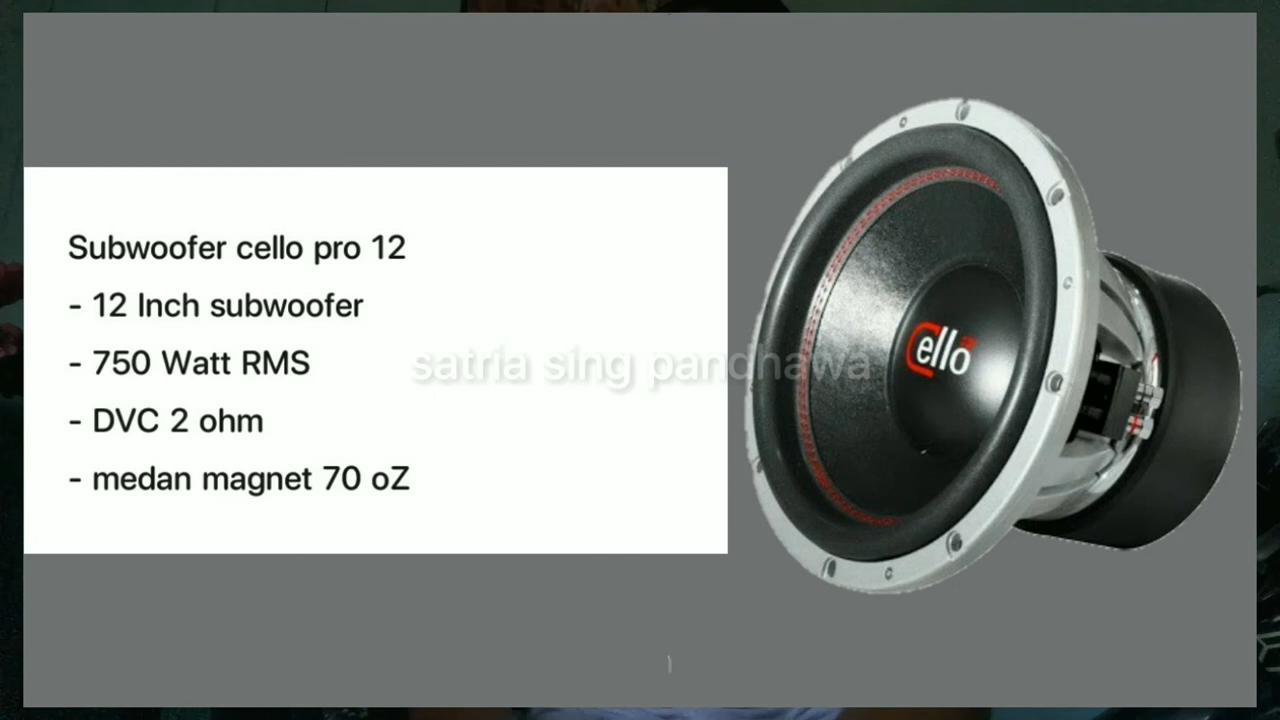 Subwoofer cello pro 12
- 12 Inch subwoofer
- 750 Watt RMS
- DVC 2 ohm
- medan magnet 70 oZ
satria sing pandhawa
Cello